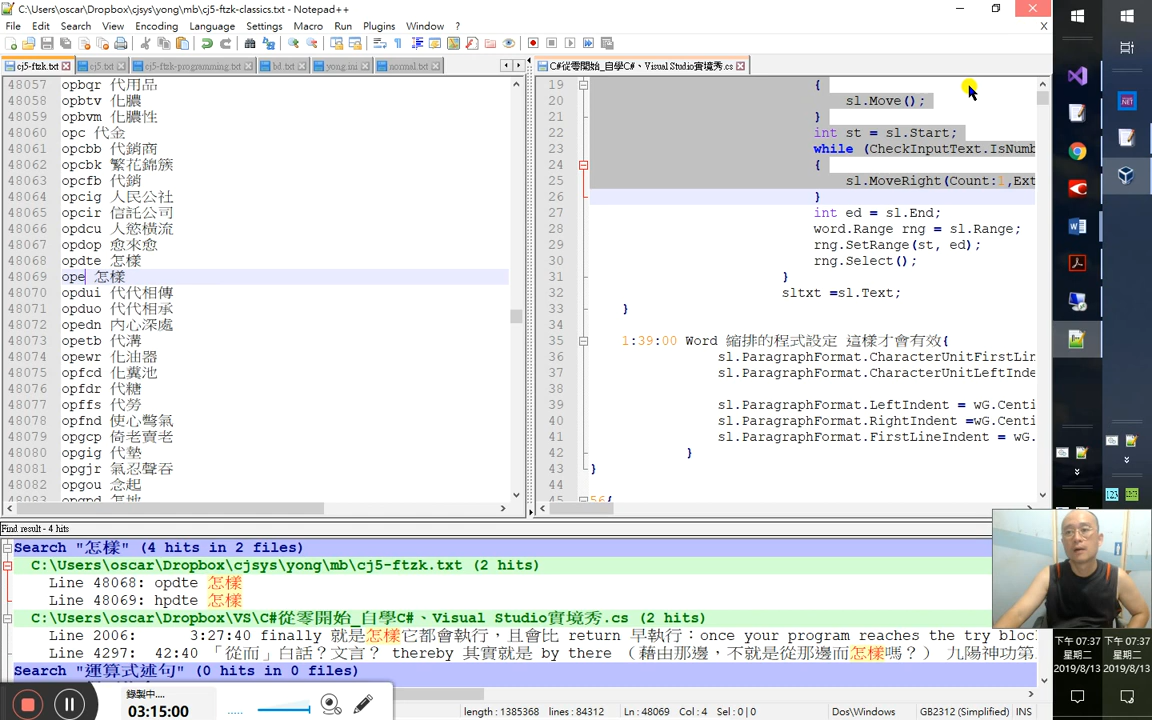 C:\Users\oscar\Dropbox\cjsys\yong\mb\cj5-ftzk-classics.txt - Notepad++
File Edit Search View Encoding Language Settings Macro Run Plugins Window ?
cj5-ftzk.txt cj5.txt cj5-ftzk-programming.txt bd.txt yong.ini normal.txt
C#從零開始_自學C#、Visual Studio實境秀.cs
48057 opbqr 代用品
48058 opbtv 化膿
48059 opbvm 化膿性
48060 opc 代金
48061 opcbb 代銷商
48062 opcbk 繁花錦簇
48063 opcfb 代銷
48064 opcig 人民公社
48065 opcir 信託公司
48066 opdcu 人慾橫流
48067 opdop 愈來愈
48068 opdte 怎樣
48069 ope 怎樣
48070 opdui 代代相傳
48071 opduo 代代相承
48072 opedn 內心深處
48073 opetb 代溝
48074 opewr 化油器
48075 opfcd 化糞池
48076 opfdr 代糖
48077 opffs 代勞
48078 opfnd 使心彆氣
48079 opgcp 倚老賣老
48080 opgig 代墊
48081 opgjr 氣忍聲吞
48082 opgou 念起
48083 opgpd 怎地
19 {
20 sl.Move();
21 }
22 int st = sl.Start;
23 while (CheckInputText.IsNumb
24 {
25 sl.MoveRight(Count:1,Ext
26 }
27 int ed = sl.End;
28 word.Range rng = sl.Range;
29 rng.SetRange(st, ed);
30 rng.Select();
31 }
32 sltxt =sl.Text;
33 }
34
35 1:39:00 Word 縮排的程式設定 這樣才會有效{
36 sl.ParagraphFormat.CharacterUnitFirstLin
37 sl.ParagraphFormat.CharacterUnitLeftInde
38
39 sl.ParagraphFormat.LeftIndent = wG.Centi
40 sl.ParagraphFormat.RightIndent =wG.Centi
41 sl.ParagraphFormat.FirstLineIndent = wG.
42 }
43 }
44
45 56{
Find result - 4 hits
Search "怎樣" (4 hits in 2 files)
C:\Users\oscar\Dropbox\cjsys\yong\mb\cj5-ftzk.txt (2 hits)
Line 48068: opdte 怎樣
Line 48069: hpdte 怎樣
C:\Users\oscar\Dropbox\VS\C#從零開始_自學C#、Visual Studio實境秀.cs (2 hits)
Line 2006: 3:27:40 finally 就是怎樣它都會執行，且會比 return 早執行：once your program reaches the try bloc
Line 4297: 42:40 「從而」白話？文言？ thereby 其實就是 by there （藉由那邊，不就是從那邊而怎樣嗎？） 九陽神功第
Search "運算式述句" (0 hits in 0 files)
錄製中....
03:15:00
length : 1385368 lines : 84312 Ln : 48069 Col : 4 Sel : 0 | 0 Dos\Windows GB2312 (Simplified) INS
下午 07:37 下午 07:37
星期二 星期二
2019/8/13 2019/8/13